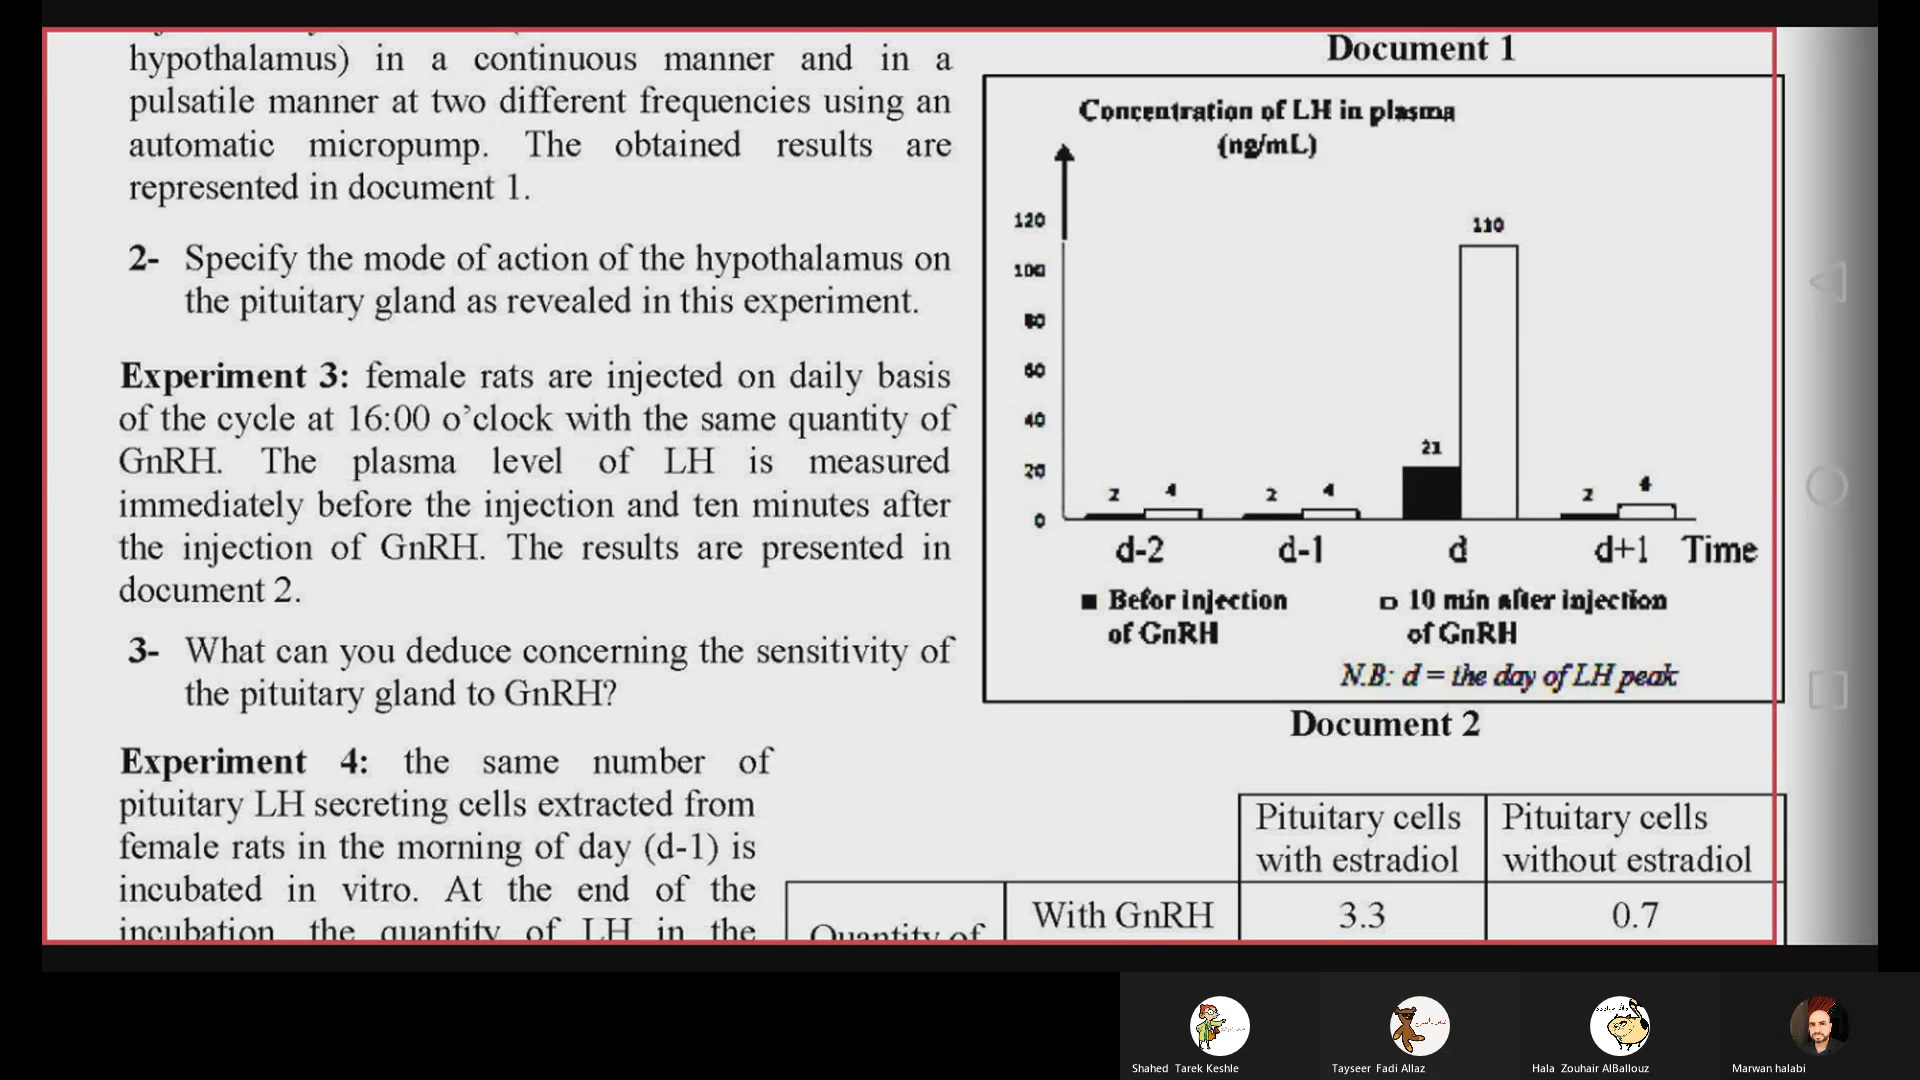 hypothalamus) in a continuous manner and in a
pulsatile manner at two different frequencies using an
automatic micropump. The obtained results are
represented in document 1.
2- Specify the mode of action of the hypothalamus on
the pituitary gland as revealed in this experiment.
Experiment 3: female rats are injected on daily basis
of the cycle at 16:00 o'clock with the same quantity of
GnRH. The plasma level of LH is measured
immediately before the injection and ten minutes after
the injection of GnRH. The results are presented in
document 2.
3- What can you deduce concerning the sensitivity of
the pituitary gland to GnRH?
Experiment 4: the same number of
pituitary LH secreting cells extracted from
female rats in the morning of day (d-1) is
incubated in vitro. At the end of the
incubation, the quantity of LH in the
Document 1
Concentration of LH in plasma
(ng/mL)
120
100
80
60
40
20
0
2 4 2 4 21 110 2
d-2 d-1 d d+1 Time
Befor injection
of GnRH
10 min after injection
of GnRH
N.B: d = the day of LH peak
Document 2
Pituitary cells
with estradiol
Pituitary cells
without estradiol
Quantity of
With GnRH 3.3 0.7
Shahed Tarek Keshle
Tayseer Fadi Allaz
Hala Zouhair AlBallouz
Marwan halabi